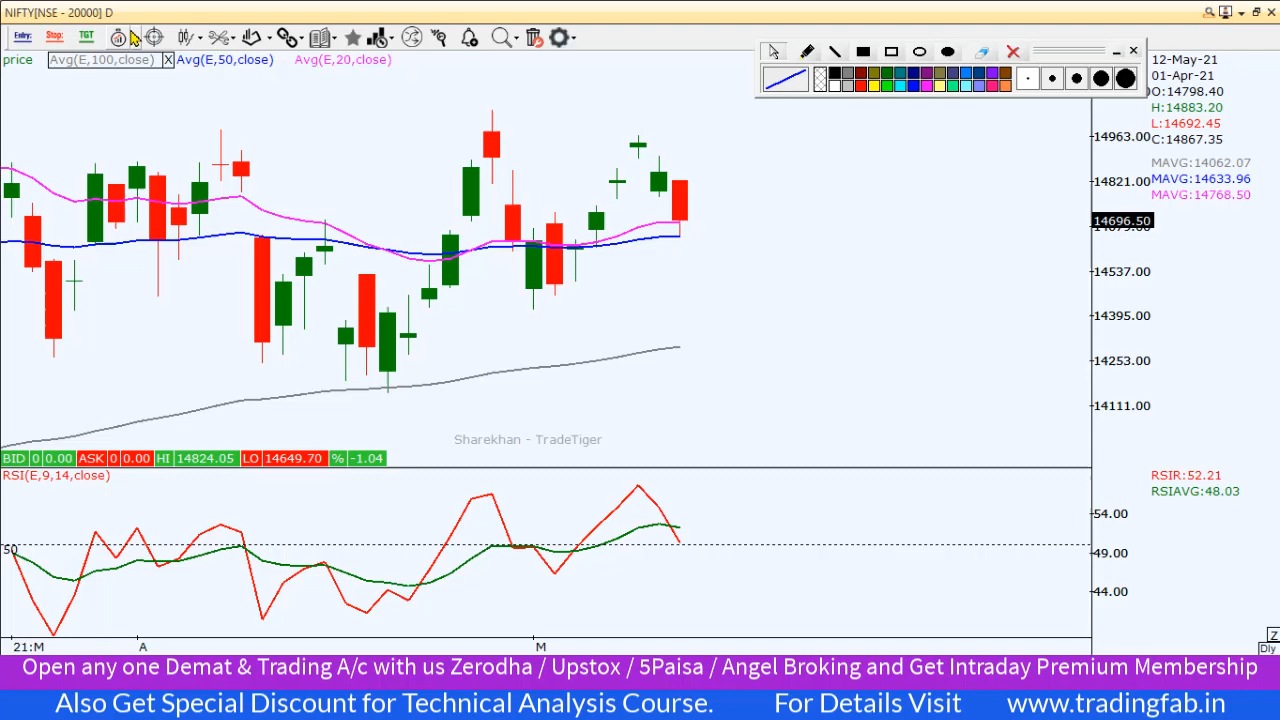 NIFTY[NSE - 20000] D
Entry: Stop: TGT
price Avg(E,100,close) X Avg(E,50,close) Avg(E,20,close)
12-May-21
01-Apr-21
O:14798.40
H:14883.20
L:14692.45
C:14867.35
MAVG:14062.07
MAVG:14633.96
MAVG:14768.50
14963.00
14821.00
14696.50
14537.00
14395.00
14253.00
14111.00
Sharekhan - TradeTiger
BID 0 0.00 ASK 0 0.00 HI 14824.05 LO 14649.70 % -1.04
RSI(E,9,14,close)
RSIR:52.21
RSIAVG:48.03
54.00
50
49.00
44.00
Z
21:M A M Dly
Open any one Demat & Trading A/c with us Zerodha / Upstox / 5Paisa / Angel Broking and Get Intraday Premium Membership
Also Get Special Discount for Technical Analysis Course. For Details Visit www.tradingfab.in